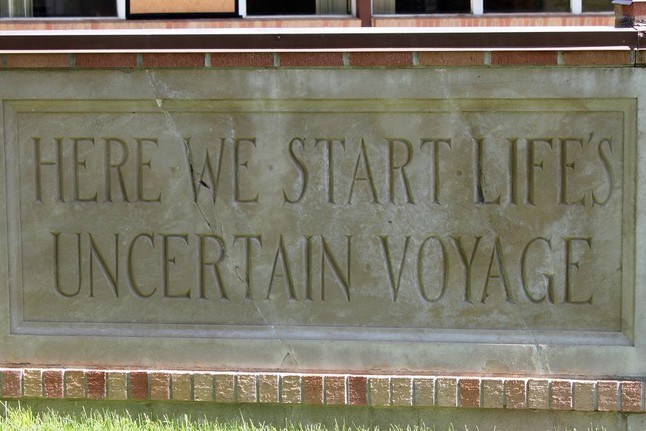 HERE WE START LIFE'S
UNCERTAIN VOYAGE